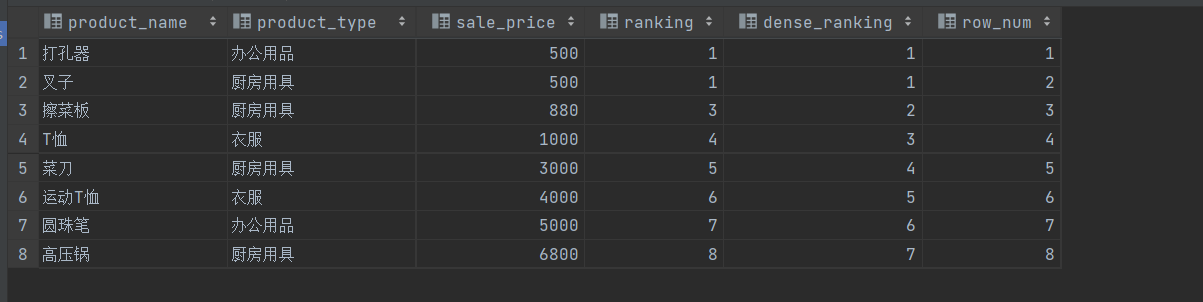 product_name product_type sale_price ranking dense_ranking row_num
1 打孔器 办公用品 500 1 1 1
2 叉子 厨房用具 500 1 1 2
3 擦菜板 厨房用具 880 3 2 3
4 T恤 衣服 1000 4 3 4
5 菜刀 厨房用具 3000 5 4 5
6 运动T恤 衣服 4000 6 5 6
7 圆珠笔 办公用品 5000 7 6 7
8 高压锅 厨房用具 6800 8 7 8